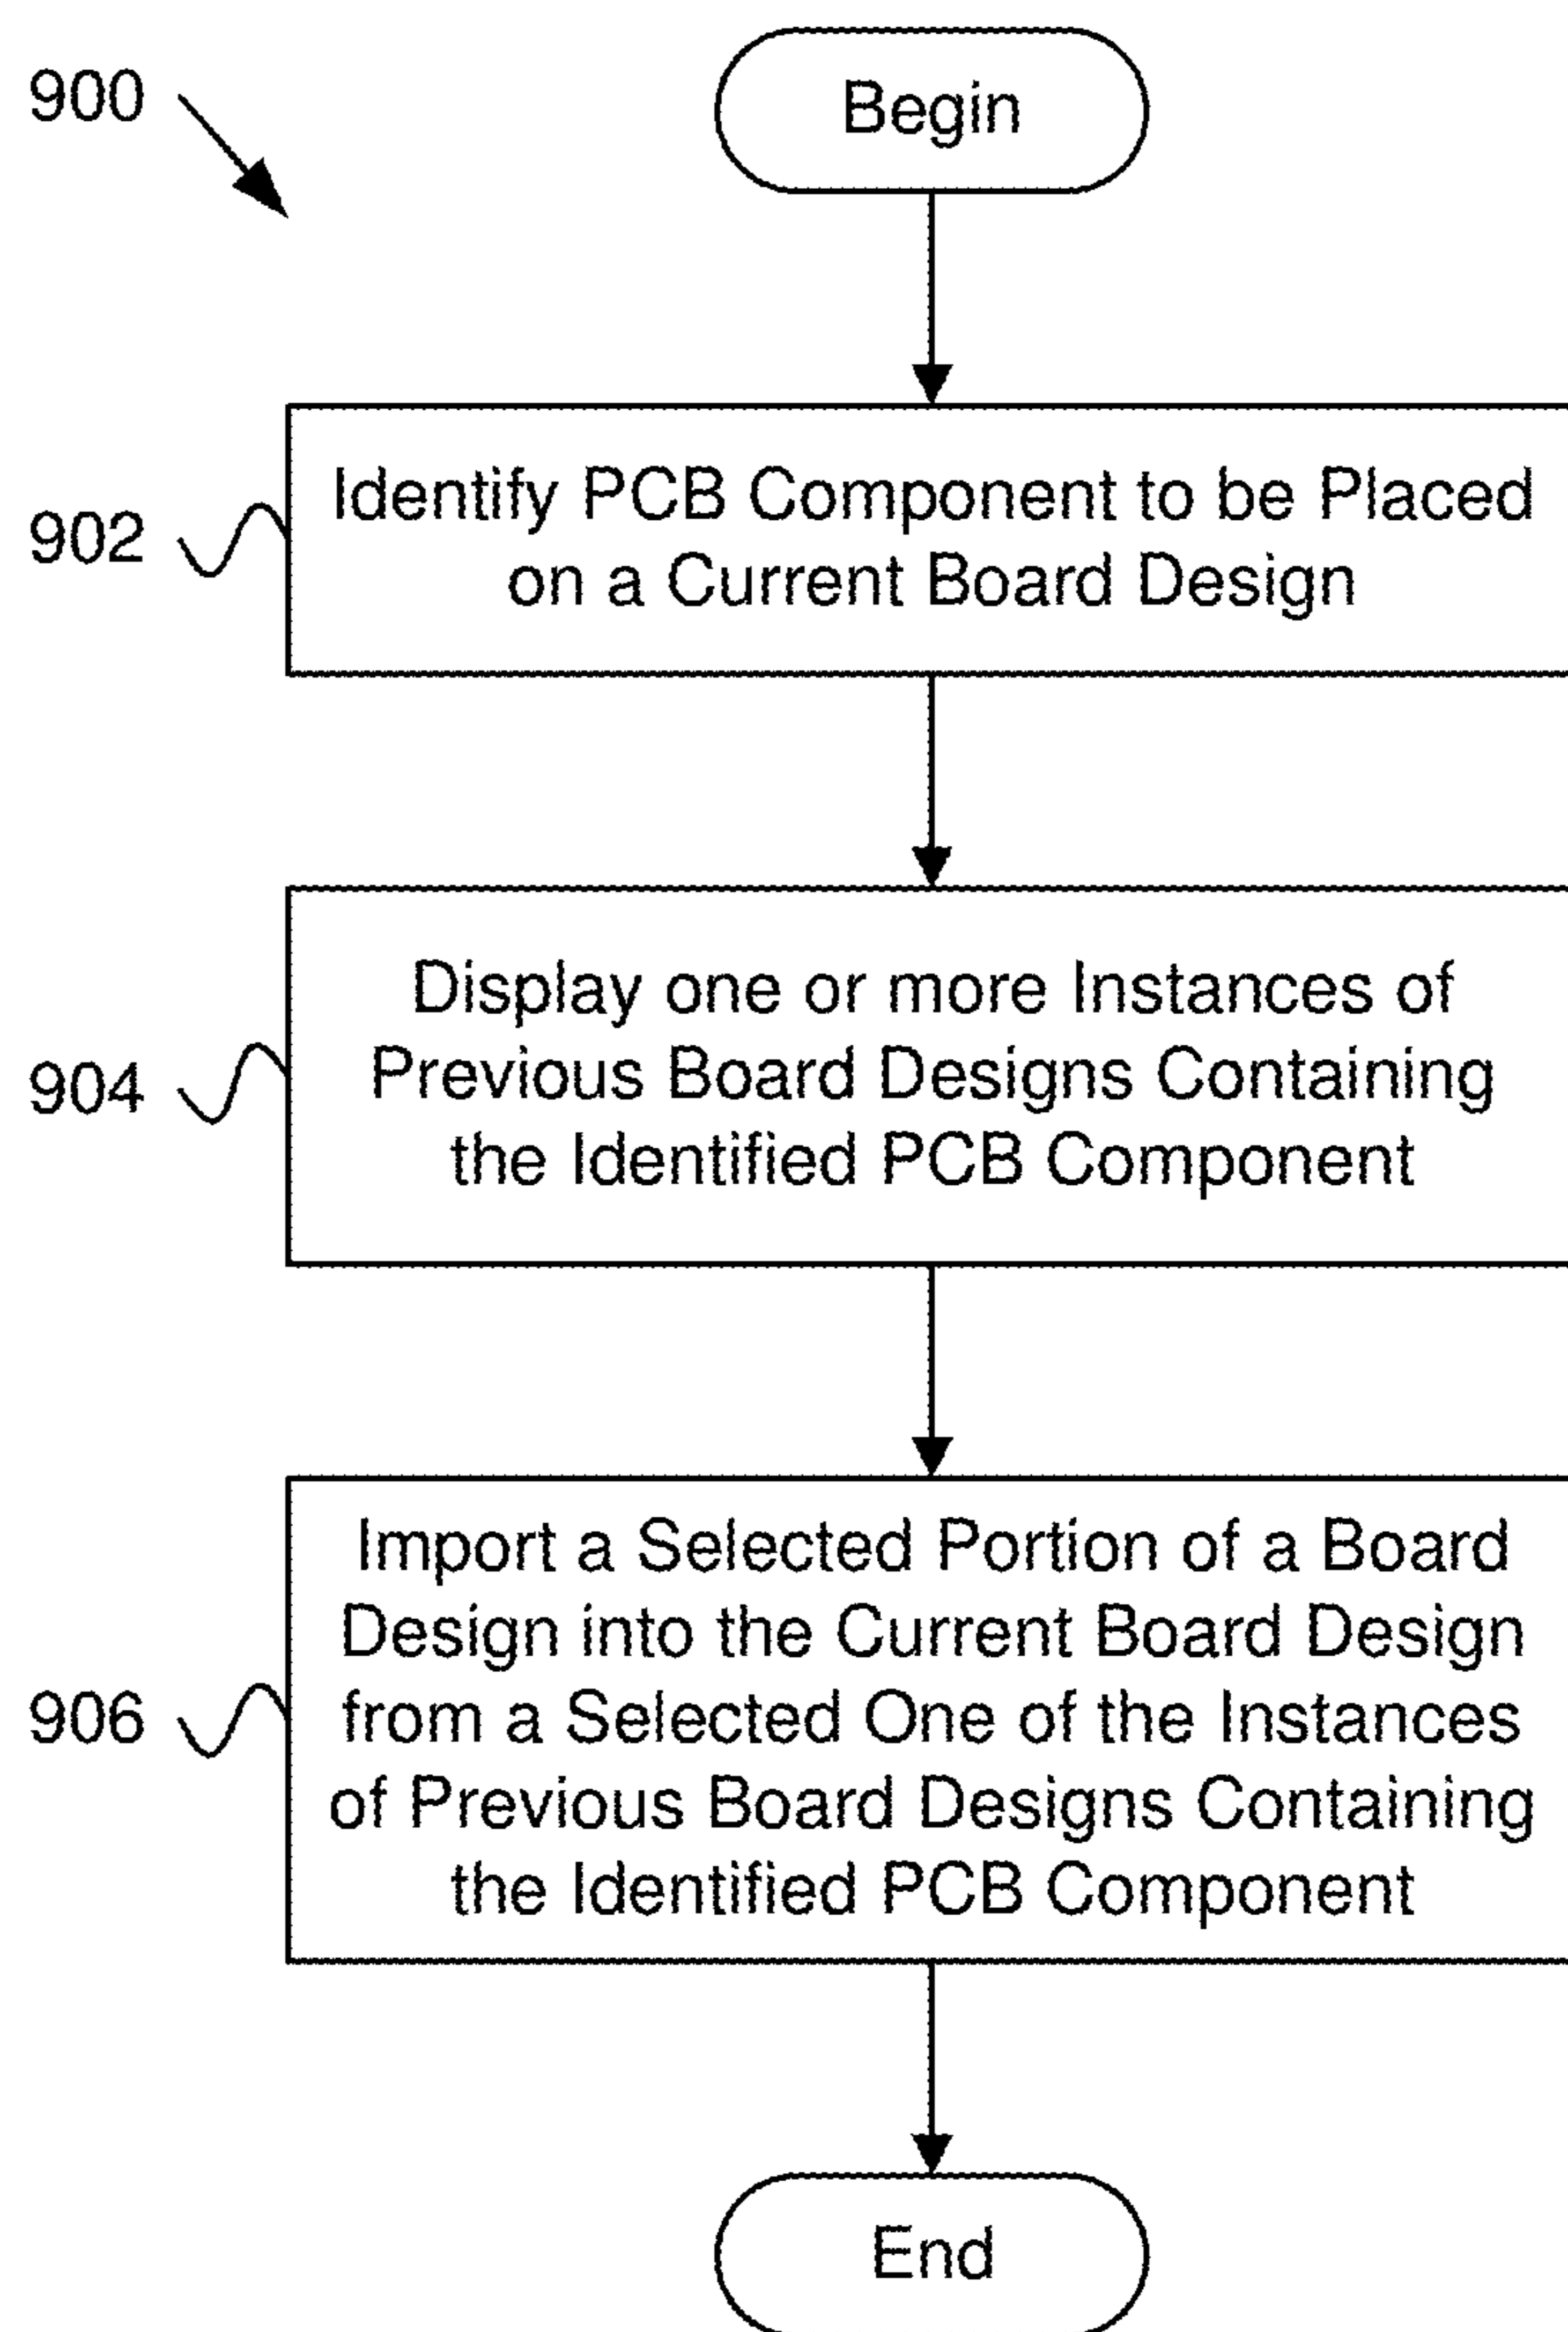 900
Begin
902
Identify PCB Component to be Placed
on a Current Board Design
904
Display one or more Instances of
Previous Board Designs Containing
the Identified PCB Component
906
Import a Selected Portion of a Board
Design into the Current Board Design
from a Selected One of the Instances
of Previous Board Designs Containing
the Identified PCB Component
End